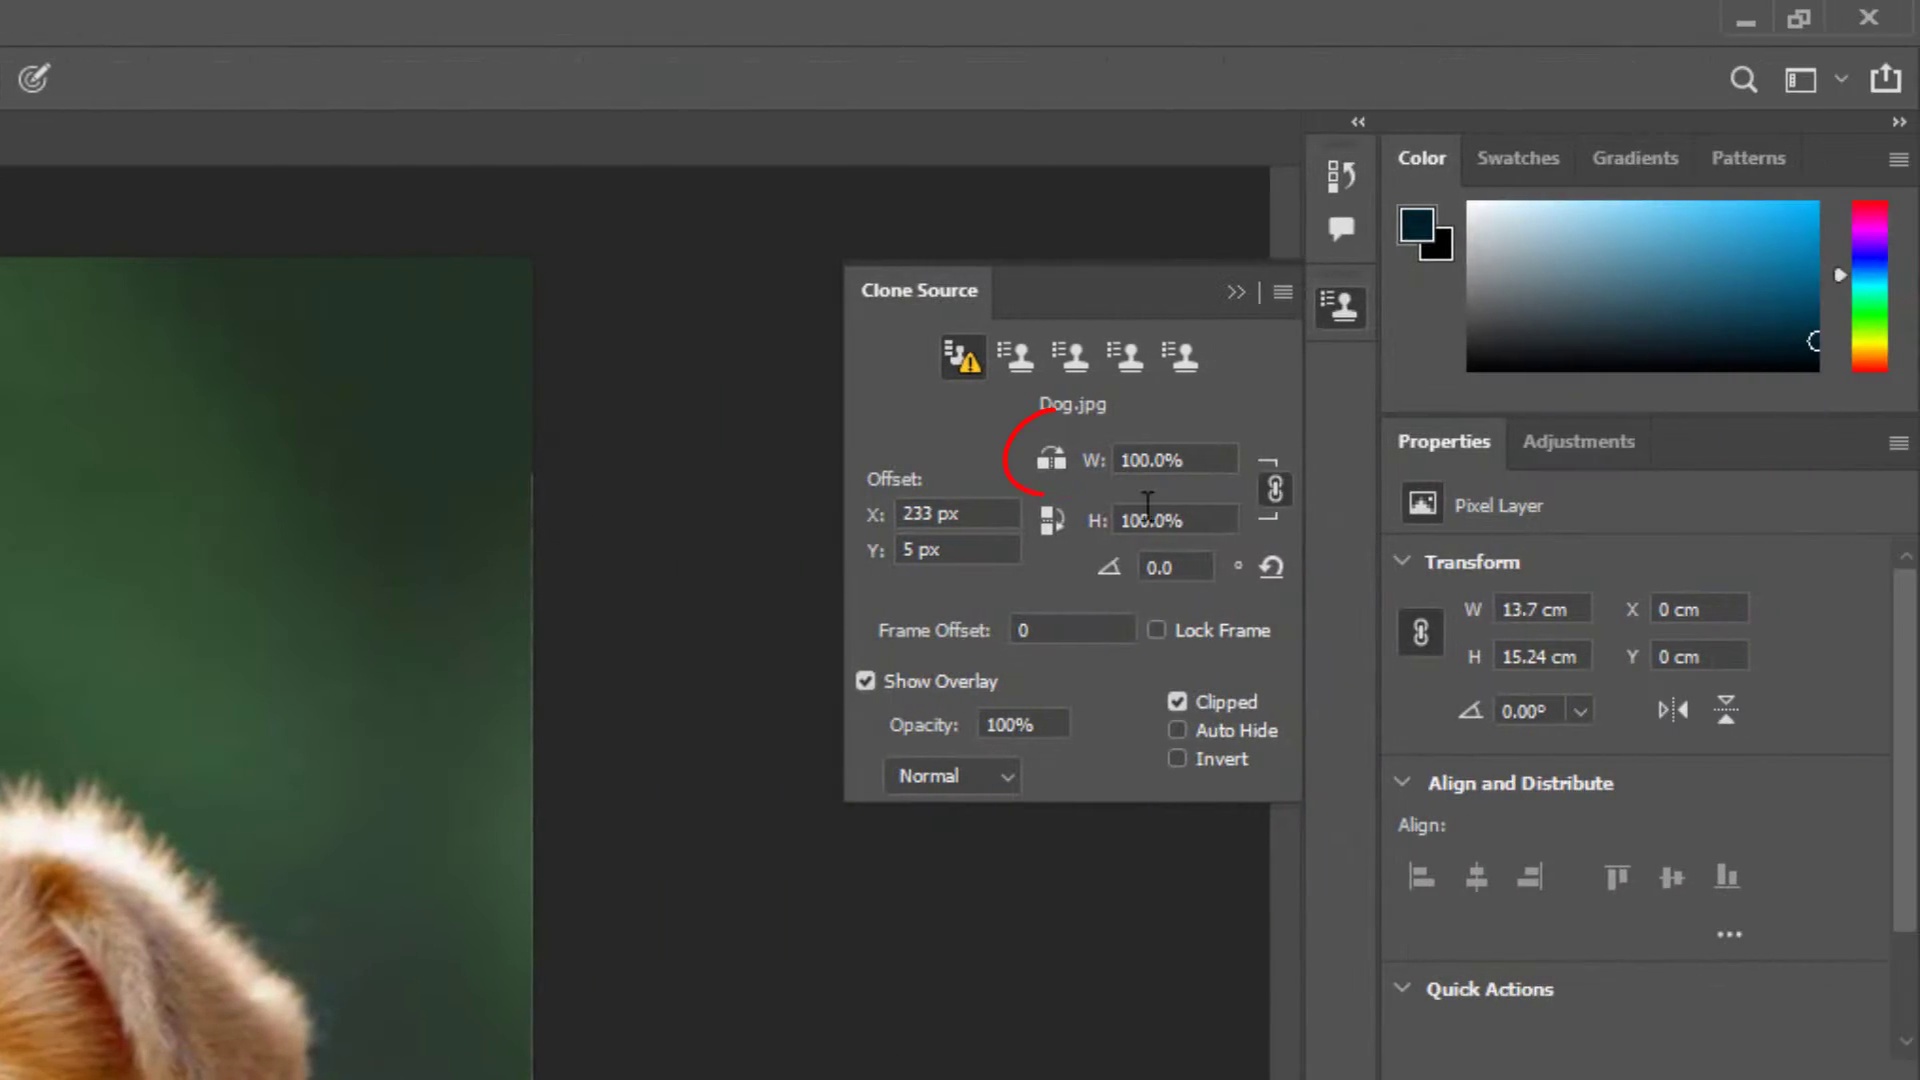 Color Swatches Gradients Patterns
Clone Source
Dog.jpg
W: 100.0%
Offset:
X: 233 px
H: 100.0%
Y: 5 px
0.0 °
Frame Offset: 0 Lock Frame
Show Overlay
Clipped
Opacity: 100%
Auto Hide
Invert
Normal
Properties Adjustments
Pixel Layer
Transform
W 13.7 cm X 0 cm
H 15.24 cm Y 0 cm
0.00°
Align and Distribute
Align:
Quick Actions